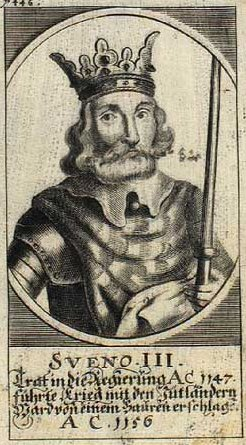 SVENO. III.
Trat in die Regierung A C 1147
führte Krieg mit den Jütländern
Ward von einem Bauren erschlag.
A C. 1156